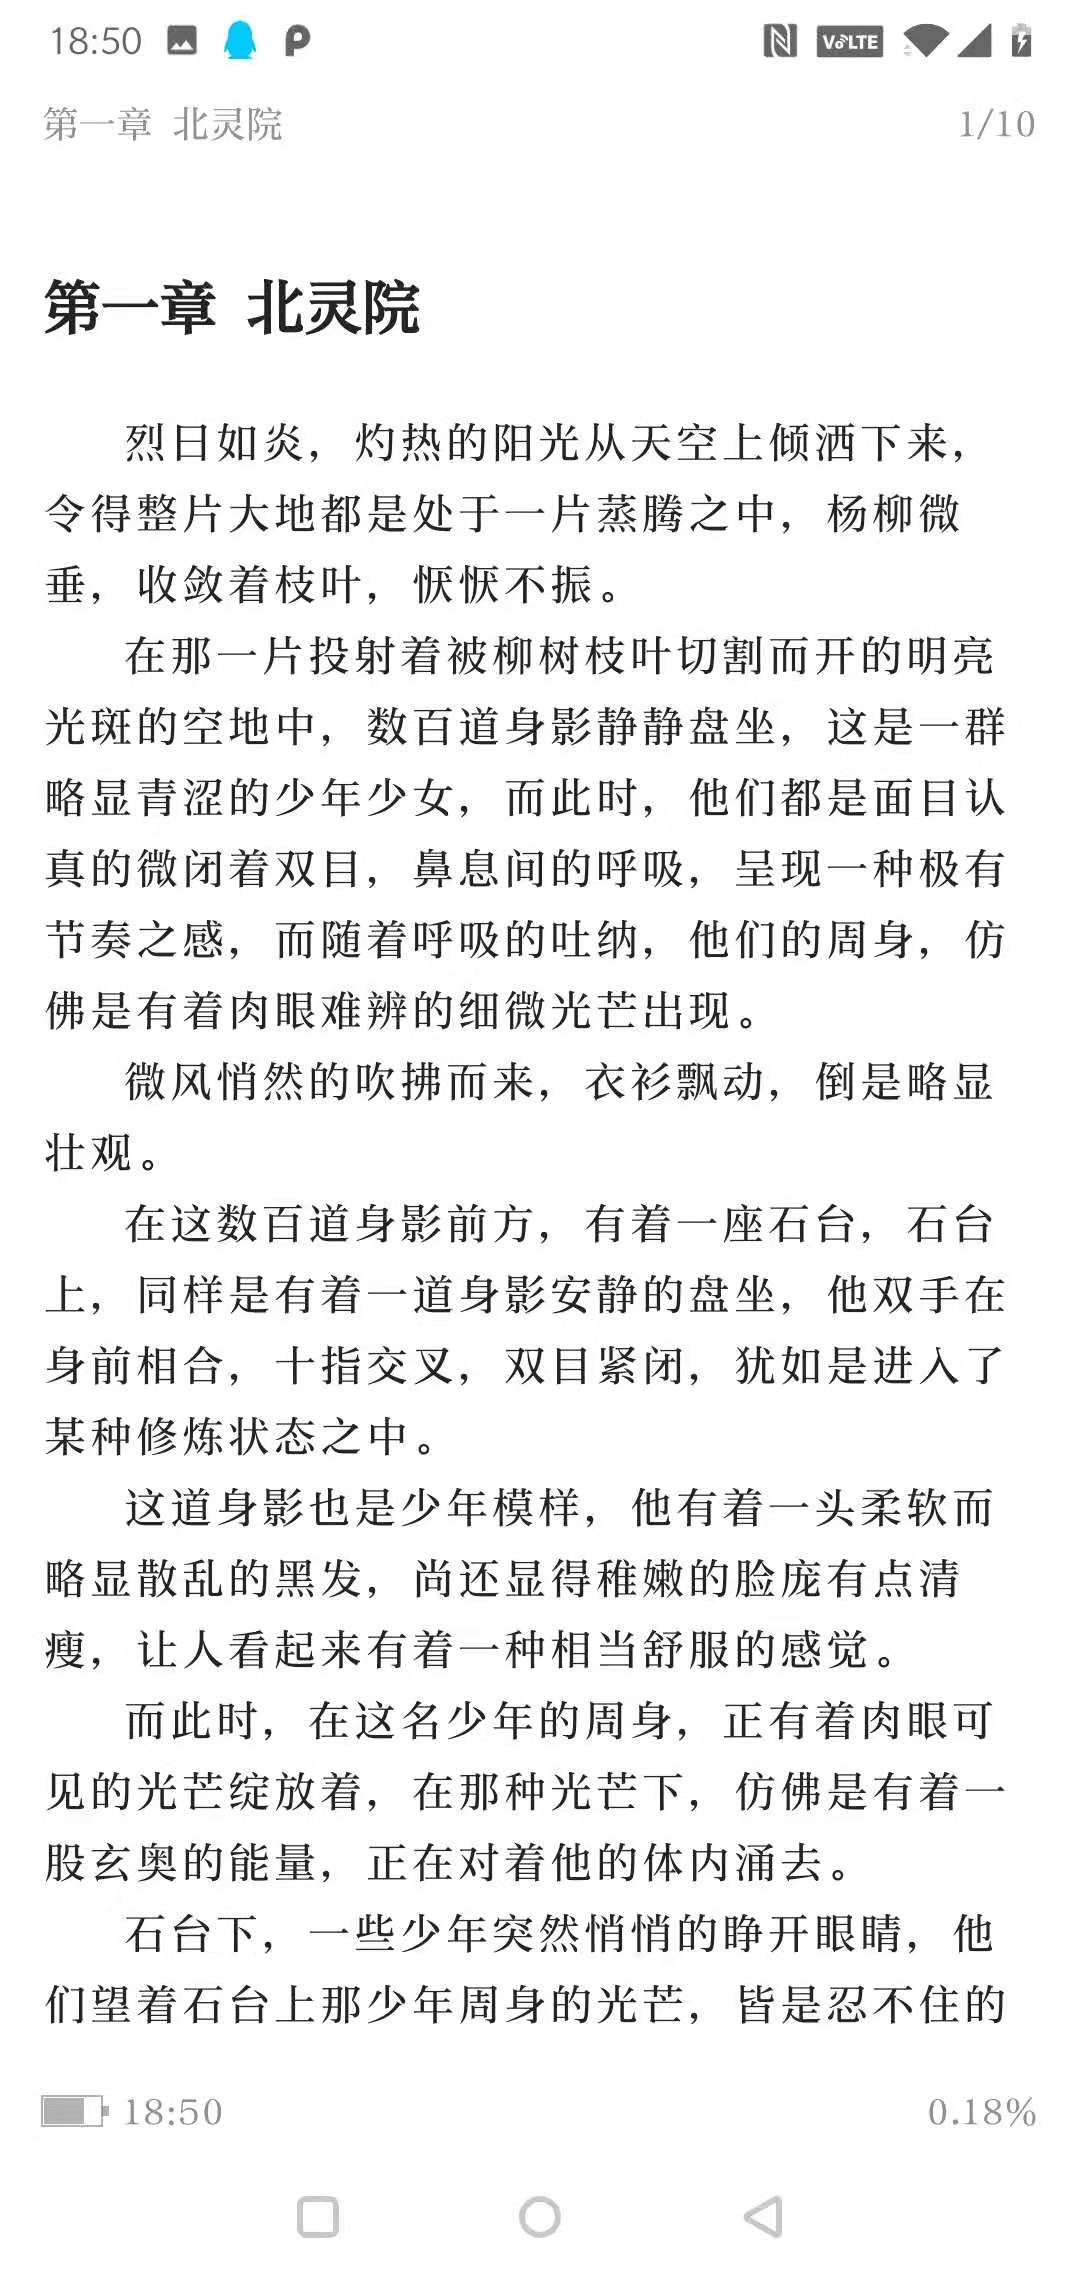 18:50 VoLTE
第一章 北灵院 1/10
第一章 北灵院
烈日如炎，灼热的阳光从天空上倾洒下来，
令得整片大地都是处于一片蒸腾之中，杨柳微
垂，收敛着枝叶，恹恹不振。
在那一片投射着被柳树枝叶切割而开的明亮
光斑的空地中，数百道身影静静盘坐，这是一群
略显青涩的少年少女，而此时，他们都是面目认
真的微闭着双目，鼻息间的呼吸，呈现一种极有
节奏之感，而随着呼吸的吐纳，他们的周身，仿
佛是有着肉眼难辨的细微光芒出现。
微风悄然的吹拂而来，衣衫飘动，倒是略显
壮观。
在这数百道身影前方，有着一座石台，石台
上，同样是有着一道身影安静的盘坐，他双手在
身前相合，十指交叉，双目紧闭，犹如是进入了
某种修炼状态之中。
这道身影也是少年模样，他有着一头柔软而
略显散乱的黑发，尚还显得稚嫩的脸庞有点清
瘦，让人看起来有着一种相当舒服的感觉。
而此时，在这名少年的周身，正有着肉眼可
见的光芒绽放着，在那种光芒下，仿佛是有着一
股玄奥的能量，正在对着他的体内涌去。
石台下，一些少年突然悄悄的睁开眼睛，他
们望着石台上那少年周身的光芒，皆是忍不住的
18:50 0.18%